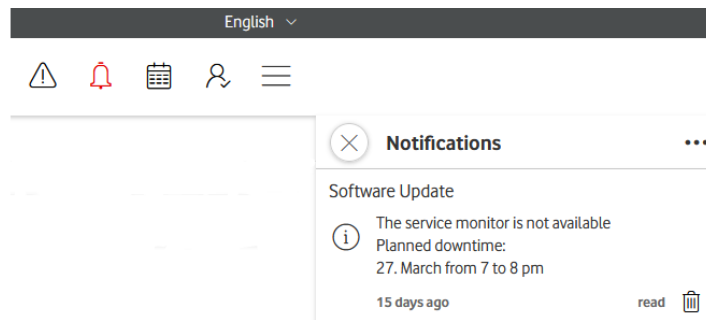 English
Notifications
Software Update
The service monitor is not available
Planned downtime:
27. March from 7 to 8 pm
15 days ago read